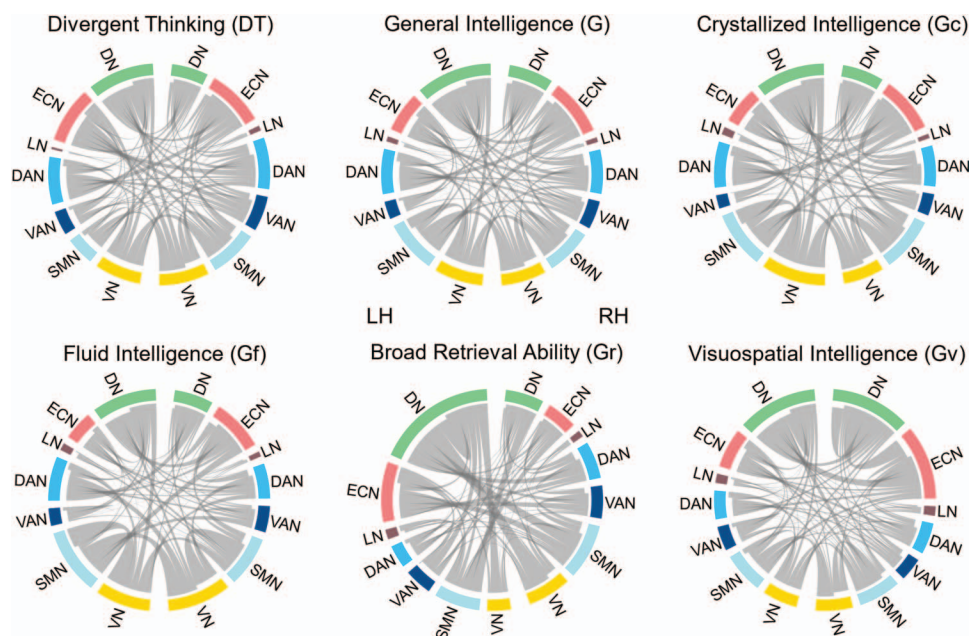 Divergent Thinking (DT)
DN
DN
ECN
ECN
LN
LN
DAN
DAN
VAN
VAN
SMN
SMN
VN
VN
General Intelligence (G)
DN
DN
ECN
ECN
LN
LN
DAN
DAN
VAN
VAN
SMN
SMN
VN
VN
Crystallized Intelligence (Gc)
DN
DN
ECN
ECN
LN
LN
DAN
DAN
VAN
VAN
SMN
SMN
VN
VN
LH
RH
Fluid Intelligence (Gf)
DN
DN
ECN
ECN
LN
LN
DAN
DAN
VAN
VAN
SMN
SMN
VN
VN
Broad Retrieval Ability (Gr)
DN
DN
ECN
ECN
LN
LN
DAN
DAN
VAN
VAN
SMN
SMN
VN
VN
Visuospatial Intelligence (Gv)
DN
DN
ECN
ECN
LN
LN
DAN
DAN
VAN
VAN
SMN
SMN
VN
VN